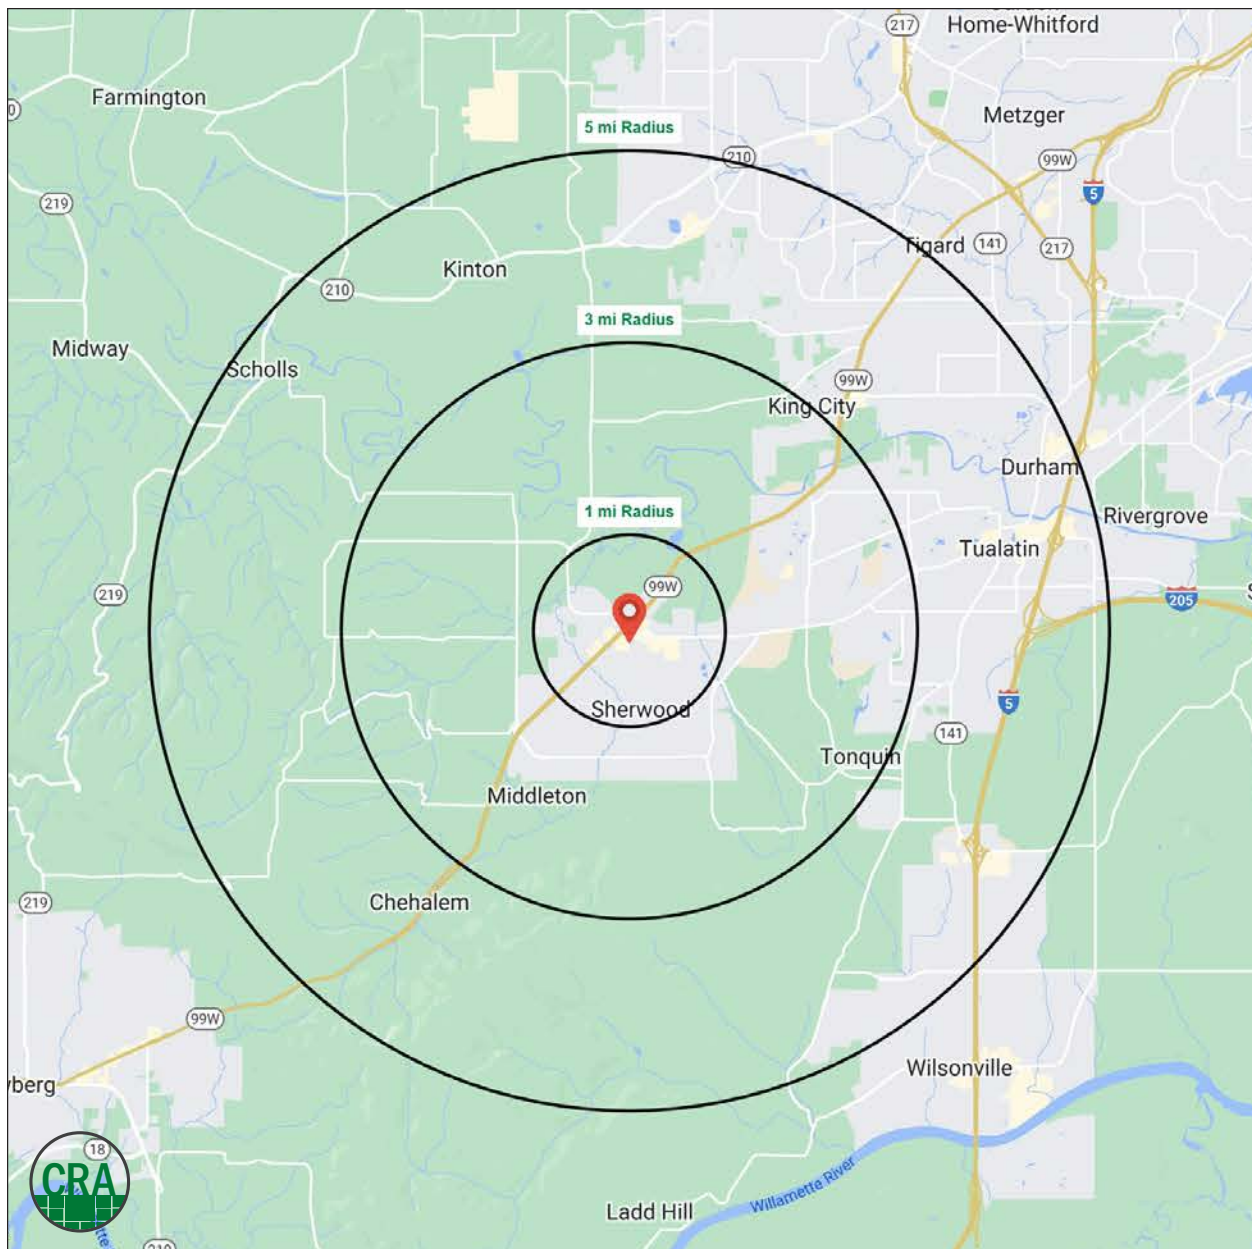 Home-Whitford
217
Farmington
Metzger
5 mi Radius
210
99W
5
219
Tigard
141
217
Kinton
210
3 mi Radius
Midway
Scholls
99W
King City
Durham
1 mi Radius
Rivergrove
Tualatin
99W
219
205
Sherwood
5
141
Tonquin
Middleton
219
Chehalem
99W
Wilsonville
yberg
18
CRA
Willamette River
Ladd Hill